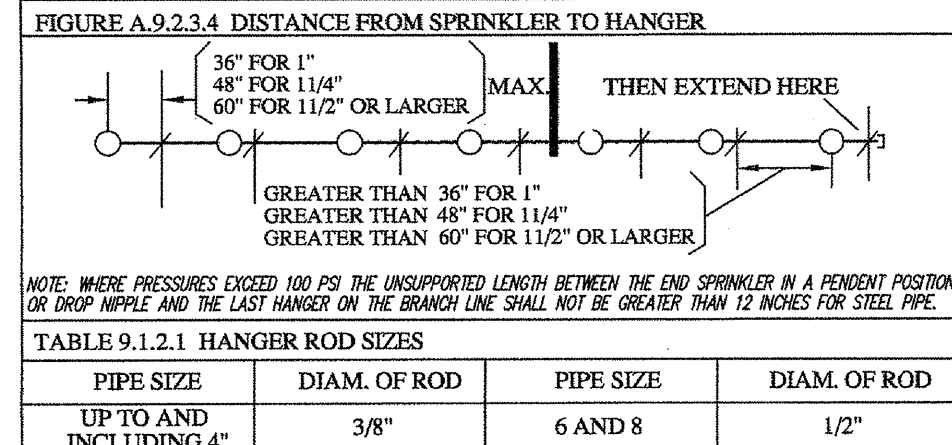 FIGURE A.9.2.3.4 DISTANCE FROM SPRINKLER TO HANGER
36" FOR 1"
48" FOR 11/4"
60" FOR 11/2" OR LARGER
MAX.
THEN EXTEND HERE
GREATER THAN 36" FOR 1"
GREATER THAN 48" FOR 11/4"
GREATER THAN 60" FOR 11/2" OR LARGER
NOTE: WHERE PRESSURES EXCEED 100 PSI THE UNSUPPORTED LENGTH BETWEEN THE END SPRINKLER IN A PENDENT POSITION
OR DROP NIPPLE AND THE LAST HANGER ON THE BRANCH LINE SHALL NOT BE GREATER THAN 12 INCHES FOR STEEL PIPE.
TABLE 9.1.2.1 HANGER ROD SIZES
PIPE SIZE DIAM. OF ROD PIPE SIZE DIAM. OF ROD
UP TO AND
INCLUDING 4" 3/8" 6 AND 8 1/2"